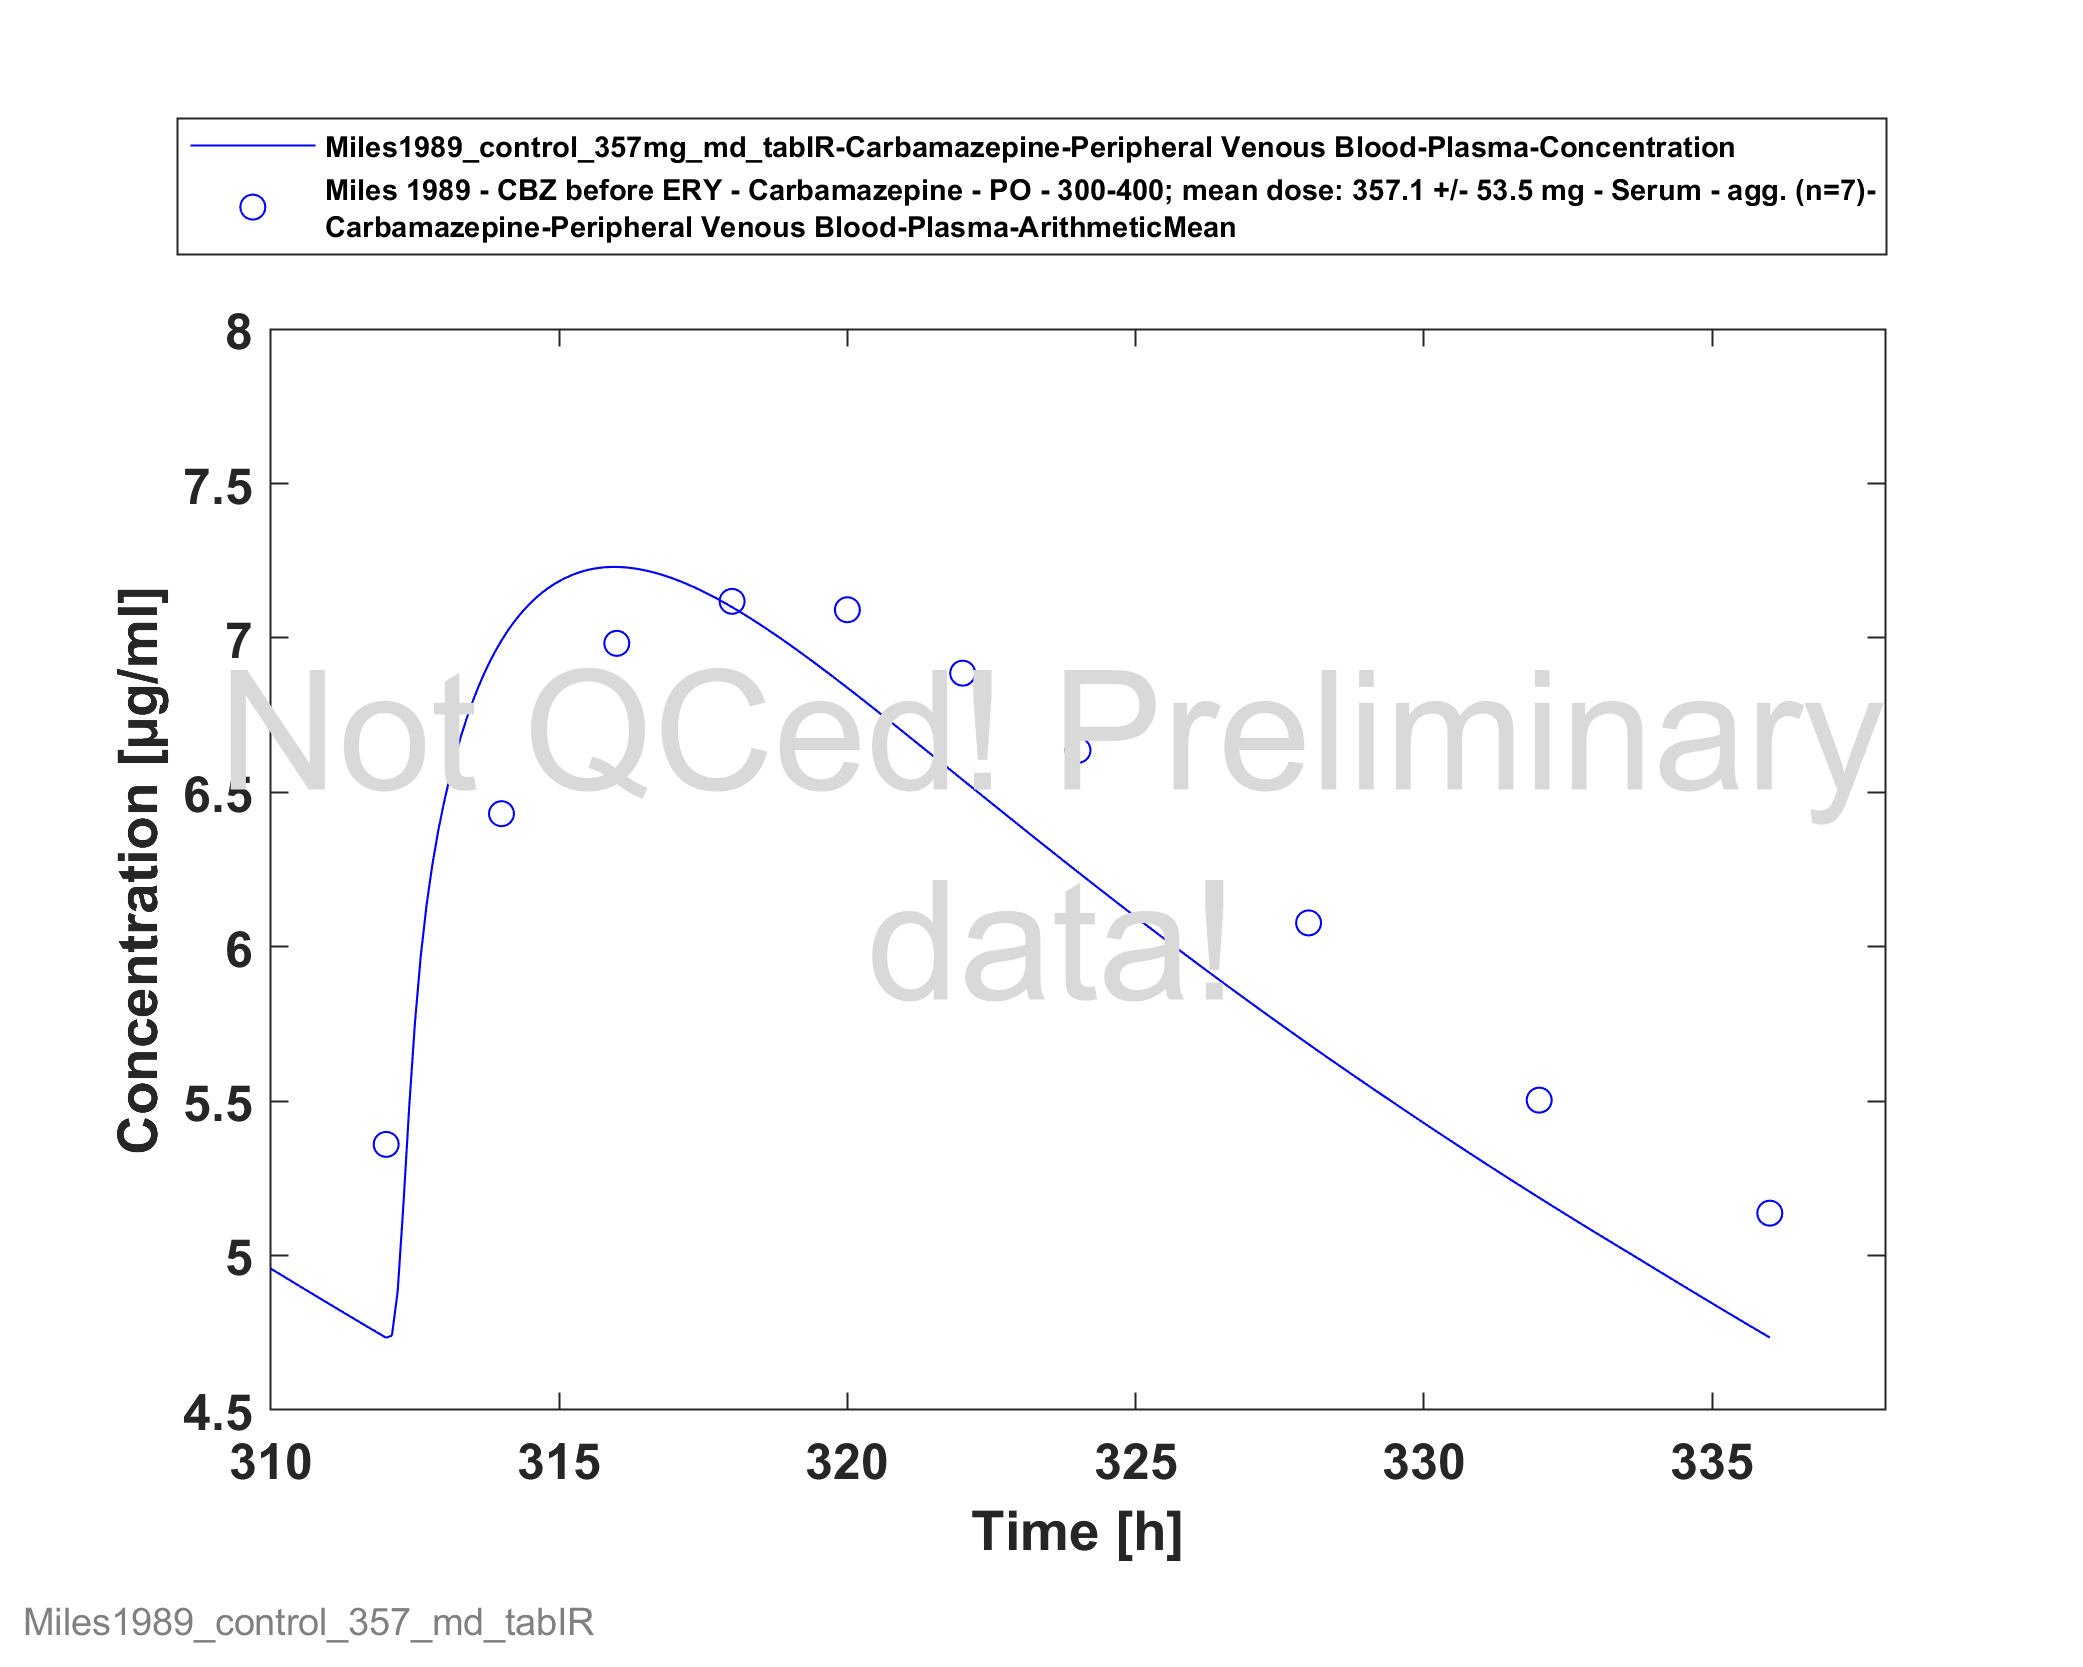 Miles1989_control_357mg_md_tabIR-Carbamazepine-Peripheral Venous Blood-Plasma-Concentration
Miles 1989 - CBZ before ERY - Carbamazepine - PO - 300-400; mean dose: 357.1 +/- 53.5 mg - Serum - agg. (n=7)-
Carbamazepine-Peripheral Venous Blood-Plasma-ArithmeticMean
8
7.5
7
6.5
6
5.5
5
4.5
Concentration [µg/ml]
Not QCed! Preliminary
data!
310 315 320 325 330 335
Time [h]
Miles1989_control_357_md_tabIR